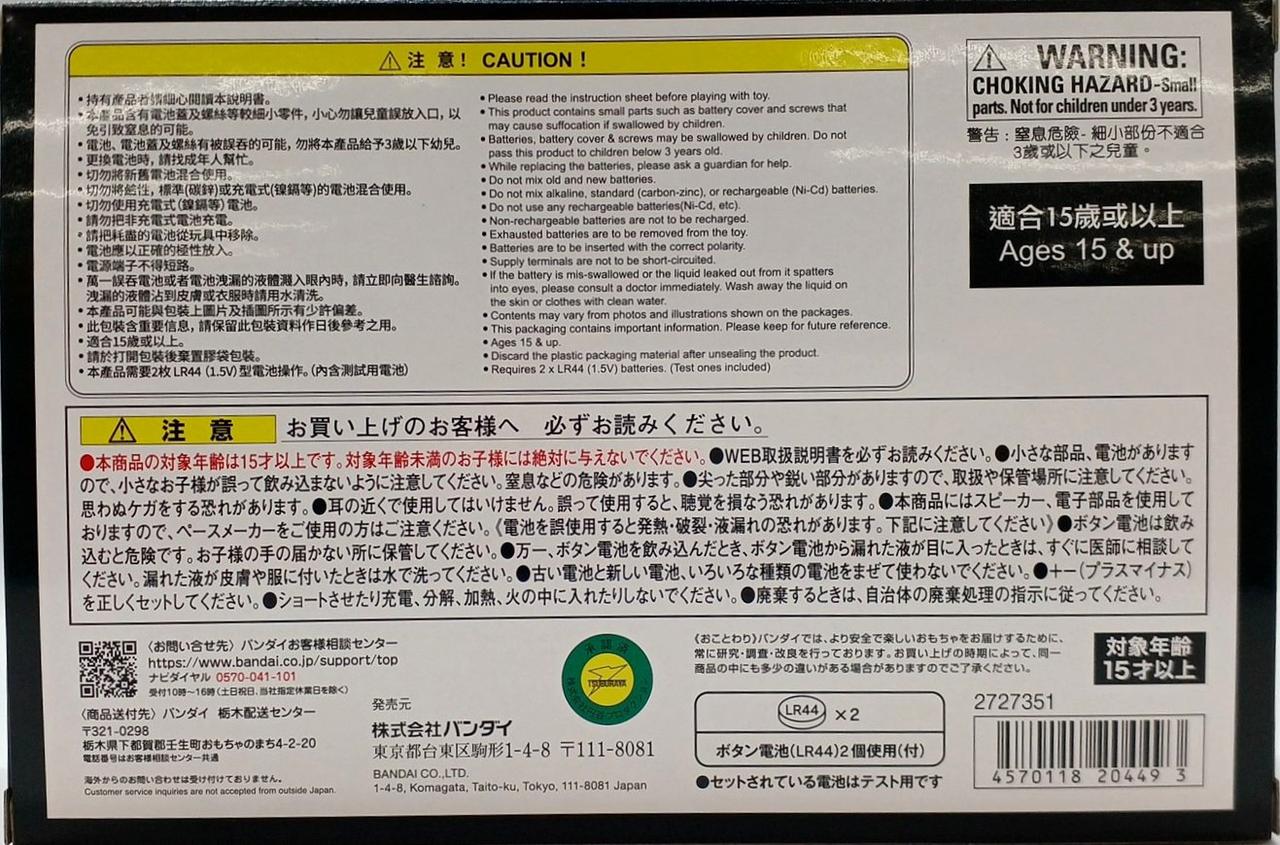 ⚠注 意！ CAUTION！
•持有產品者請細心閱讀本說明書。
•本產品含有電池蓋及螺絲等較細小零件，小心勿讓兒童誤放入口，以
免引致窒息的可能。
•電池、電池蓋及螺絲有被誤吞的可能，勿將本產品給予3歲以下幼兒。
•更換電池時，請找成年人幫忙。
•切勿將新舊電池混合使用。
•切勿將鹼性，標準(碳鋅)或充電式(鎳鎘等)的電池混合使用。
•切勿使用充電式(鎳鎘等)電池。
•請勿把非充電式電池充電。
•請把耗盡的電池從玩具中移除。
•電池應以正確的極性放入。
•電源端子不得短路。
•萬一誤吞電池或者電池洩漏的液體濺入眼內時，請立即向醫生諮詢。
洩漏的液體沾到皮膚或衣服時請用水清洗。
•本產品可能與包裝上圖片及插圖所示有少許偏差。
•此包裝含重要信息，請保留此包裝資料作日後參考之用。
•適合15歲或以上。
•請於打開包裝後棄置膠袋包裝。
•本產品需要2枚 LR44 (1.5V) 型電池操作。(內含測試用電池)
•Please read the instruction sheet before playing with toy.
•This product contains small parts such as battery cover and screws that
may cause suffocation if swallowed by children.
•Batteries, battery cover & screws may be swallowed by children. Do not
pass this product to children below 3 years old.
•While replacing the batteries, please ask a guardian for help.
•Do not mix old and new batteries.
•Do not mix alkaline, standard (carbon-zinc), or rechargeable (Ni-Cd) batteries.
•Do not use any rechargeable batteries(Ni-Cd, etc).
•Non-rechargeable batteries are not to be recharged.
•Exhausted batteries are to be removed from the toy.
•Batteries are to be inserted with the correct polarity.
•Supply terminals are not to be short-circuited.
•If the battery is mis-swallowed or the liquid leaked out from it spatters
into eyes, please consult a doctor immediately. Wash away the liquid on
the skin or clothes with clean water.
•Contents may vary from photos and illustrations shown on the packages.
•This packaging contains important information. Please keep for future reference.
•Ages 15 & up.
•Discard the plastic packaging material after unsealing the product.
•Requires 2 x LR44 (1.5V) batteries. (Test ones included)
⚠ WARNING:
CHOKING HAZARD-Small
parts. Not for children under 3 years.
警告：窒息危險- 細小部份不適合
3歲或以下之兒童。
適合15歲或以上
Ages 15 & up
⚠ 注 意 お買い上げのお客様へ 必ずお読みください。
●本商品の対象年齢は15才以上です。対象年齢未満のお子様には絶対に与えないでください。●WEB取扱説明書を必ずお読みください。●小さな部品、電池があります
ので、小さなお子様が誤って飲み込まないように注意してください。窒息などの危険があります。●尖った部分や鋭い部分がありますので、取扱や保管場所に注意してください。
思わぬケガをする恐れがあります。●耳の近くで使用してはいけません。誤って使用すると、聴覚を損なう恐れがあります。●本商品にはスピーカー、電子部品を使用して
おりますので、ペースメーカーをご使用の方はご注意ください。《電池を誤使用すると発熱・破裂・液漏れの恐れがあります。下記に注意してください》●ボタン電池は飲み
込むと危険です。お子様の手の届かない所に保管してください。●万一、ボタン電池を飲み込んだとき、ボタン電池から漏れた液が目に入ったときは、すぐに医師に相談して
ください。漏れた液が皮膚や服に付いたときは水で洗ってください。●古い電池と新しい電池、いろいろな種類の電池をまぜて使わないでください。●＋－(プラスマイナス)
を正しくセットしてください。●ショートさせたり充電、分解、加熱、火の中に入れたりしないでください。●廃棄するときは、自治体の廃棄処理の指示に従ってください。
〈お問い合せ先〉バンダイお客様相談センター
https://www.bandai.co.jp/support/top
ナビダイヤル 0570-041-101
受付10時〜16時(土日祝日、当社指定休業日を除く)
〈商品送付先〉バンダイ 栃木配送センター
〒321-0298
栃木県下都賀郡壬生町おもちゃのまち4-2-20
電話番号はお客様相談センター共通
海外からのお問い合わせは受け付けておりません。
Customer service inquiries are not accepted from outside Japan.
発売元
株式会社バンダイ
東京都台東区駒形1-4-8 〒111-8081
BANDAI CO.,LTD.
1-4-8, Komagata, Taito-ku, Tokyo, 111-8081 Japan
承認済
TSUBURAYA
株式会社円谷プロダクション
《おことわり》バンダイでは、より安全で楽しいおもちゃをお届けするために、
常に研究・調査・改良を行っております。お買い上げの時期によって、同一
商品の中にも多少の違いがある場合がありますのでご了承ください。
LR44 ×2
ボタン電池(LR44)2個使用(付)
●セットされている電池はテスト用です
対象年齢
15才以上
2727351
4570118 20449 3